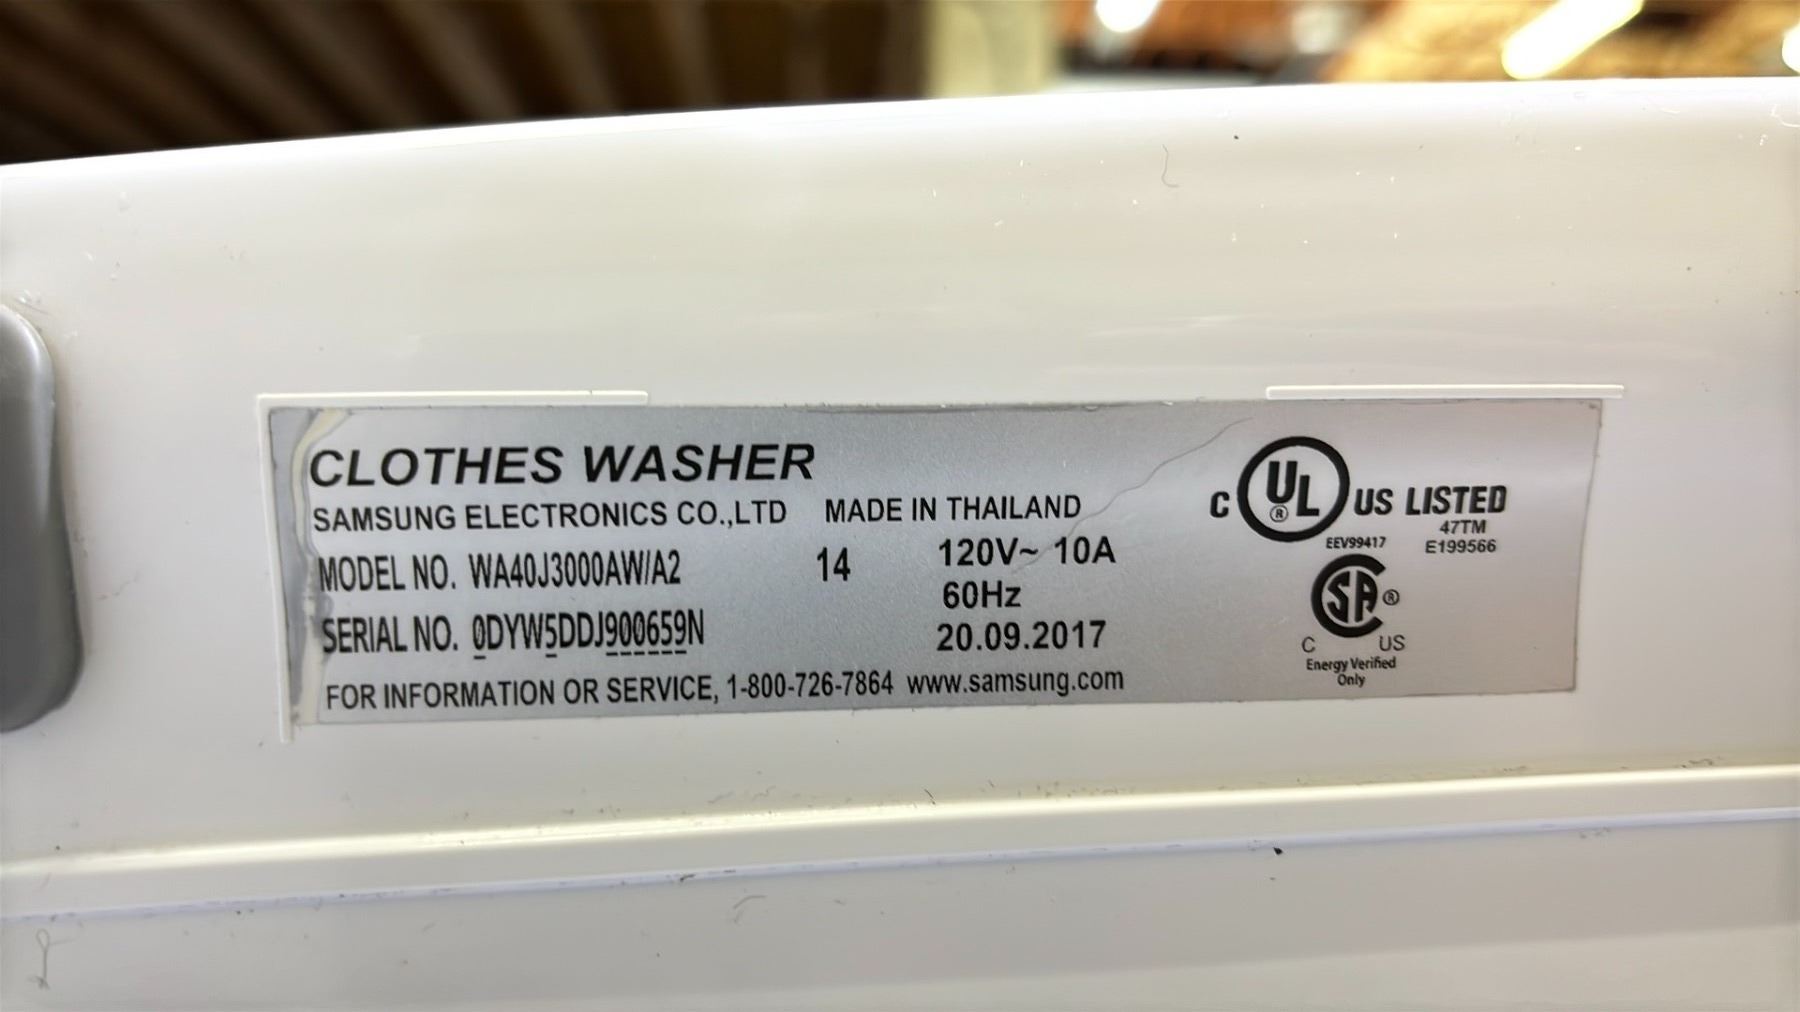 CLOTHES WASHER
SAMSUNG ELECTRONICS CO.,LTD MADE IN THAILAND
MODEL NO. WA40J3000AW/A2 14 120V~ 10A
60Hz
SERIAL NO. 0DYW5DDJ900659N 20.09.2017
FOR INFORMATION OR SERVICE, 1-800-726-7864 www.samsung.com
C UL ® US LISTED
47TM
EEV99417 E199566
SA ®
C US
Energy Verified
Only